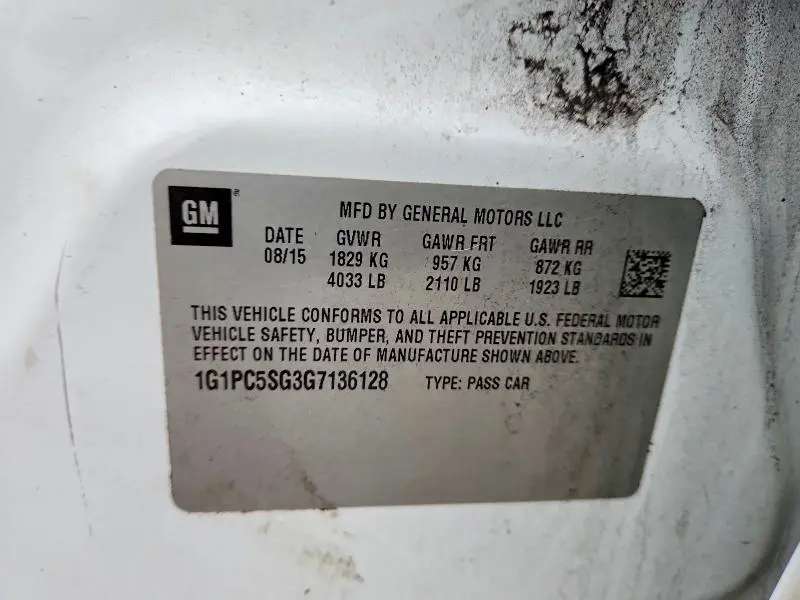 GM
MFD BY GENERAL MOTORS LLC
DATE GVWR GAWR FRT GAWR RR
08/15 1829 KG 957 KG 872 KG
4033 LB 2110 LB 1923 LB
THIS VEHICLE CONFORMS TO ALL APPLICABLE U.S. FEDERAL MOTOR
VEHICLE SAFETY, BUMPER, AND THEFT PREVENTION STANDARDS IN
EFFECT ON THE DATE OF MANUFACTURE SHOWN ABOVE.
1G1PC5SG3G7136128 TYPE: PASS CAR